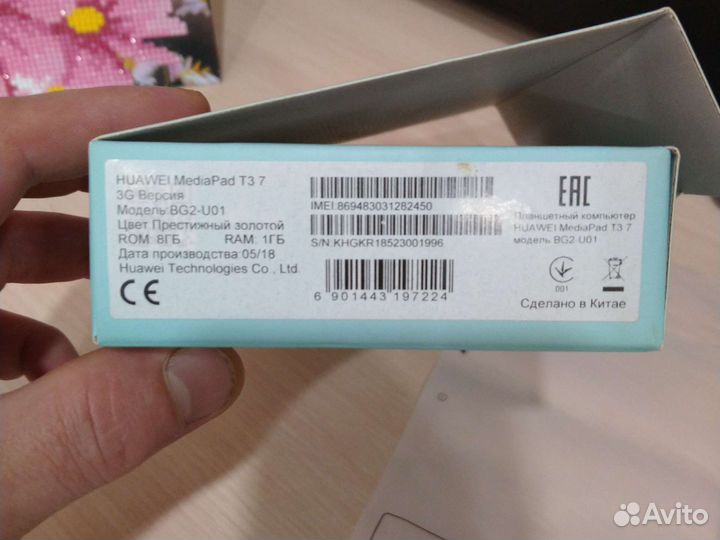 HUAWEI MediaPad T3 7
3G Версия
Модель:BG2-U01
Цвет Престижный золотой
ROM: 8ГБ RAM: 1ГБ
Дата производства:05/18
Huawei Technologies Co., Ltd.
CE
IMEI:869483031282450
S/N:KHGKR18523001996
6 901443 197224
EAC
Планшетный компьютер
HUAWEI MediaPad T3 7
модель BG2-U01
001
Сделано в Китае
Avito